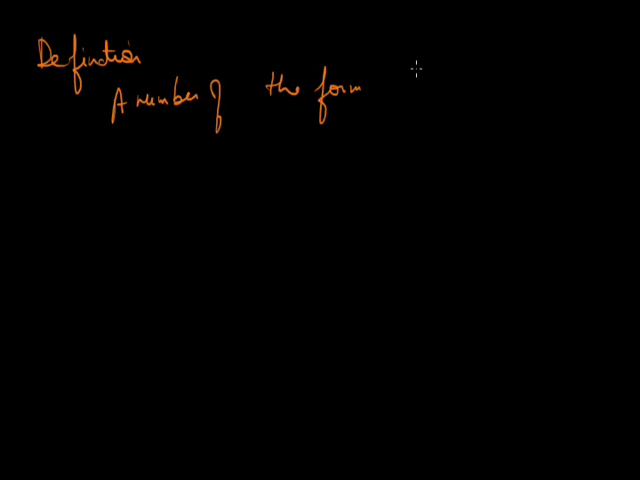 Definition
A number of the form